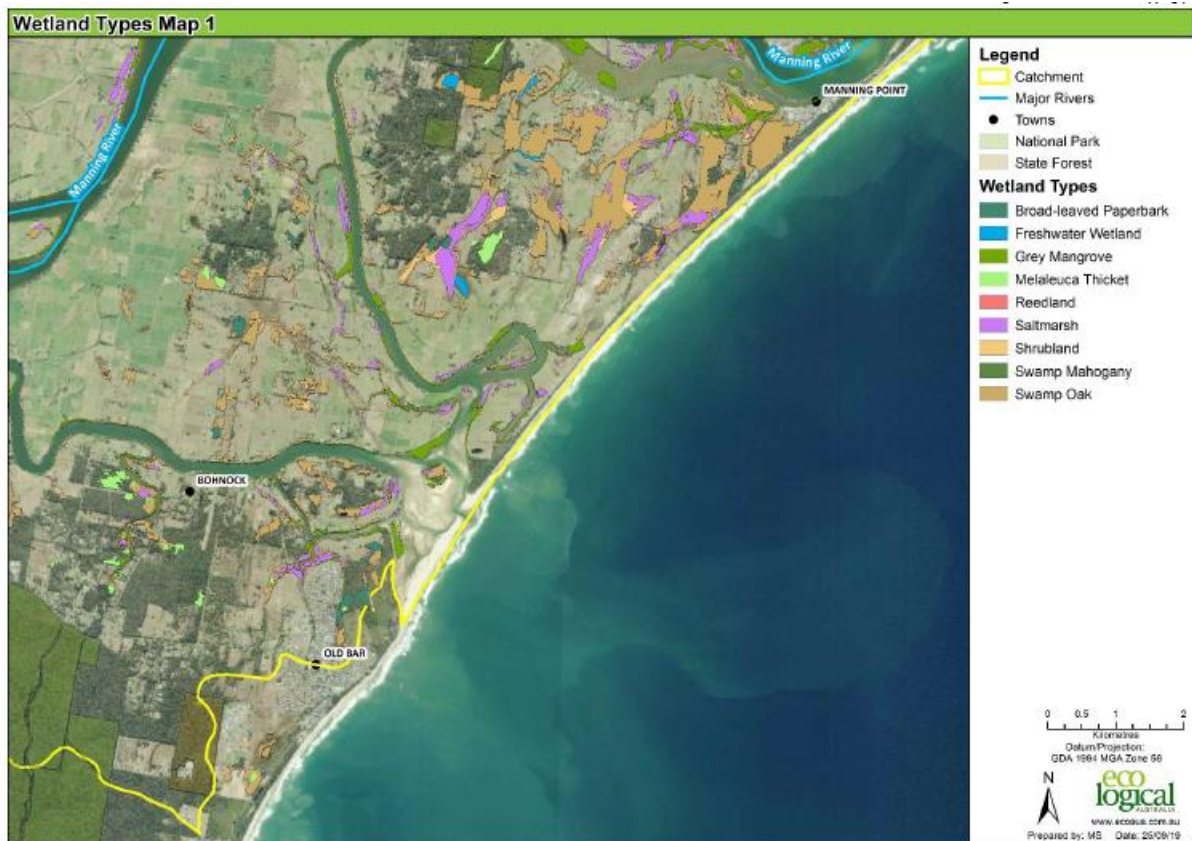 Wetland Types Map 1
Manning River
Manning River
MANNING POINT
BOHNOCK
OLD BAR
Legend
Catchment
Major Rivers
Towns
National Park
State Forest
Wetland Types
Broad-leaved Paperbark
Freshwater Wetland
Grey Mangrove
Melaleuca Thicket
Reedland
Saltmarsh
Shrubland
Swamp Mahogany
Swamp Oak
0 0.5 1 2
Kilometres
Datum/Projection:
GDA 1994 MGA Zone 56
N
eco
logical
AUSTRALIA
www.ecoaus.com.au
Prepared by: MS Date: 25/09/19